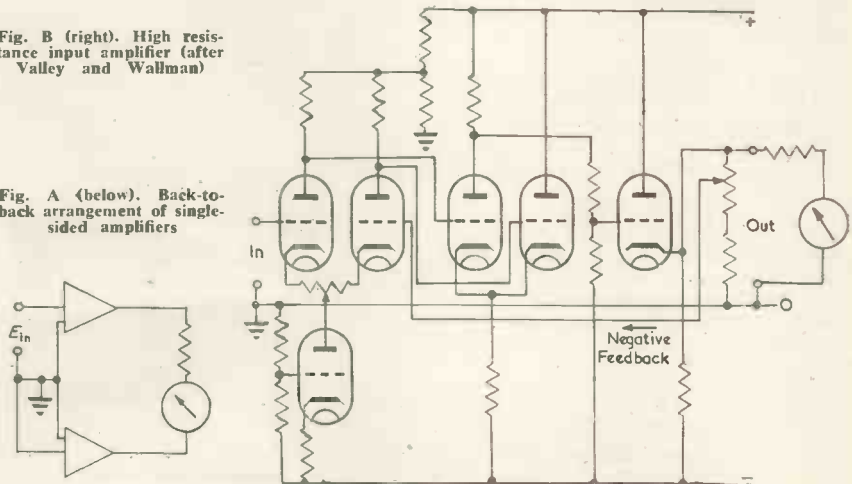 Fig. B (right). High resis-
tance input amplifier (after
Valley and Wallman)
Fig. A (below). Back-to-
back arrangement of single-
sided amplifiers
+
In
Out
Ein
Negative
Feedback
−